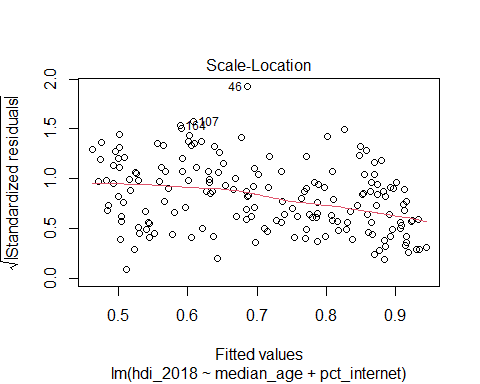 Scale-Location
√|Standardized residuals|
2.0
1.5
1.0
0.5
0.0
46
107
164
0.5 0.6 0.7 0.8 0.9
Fitted values
lm(hdi_2018 ~ median_age + pct_internet)